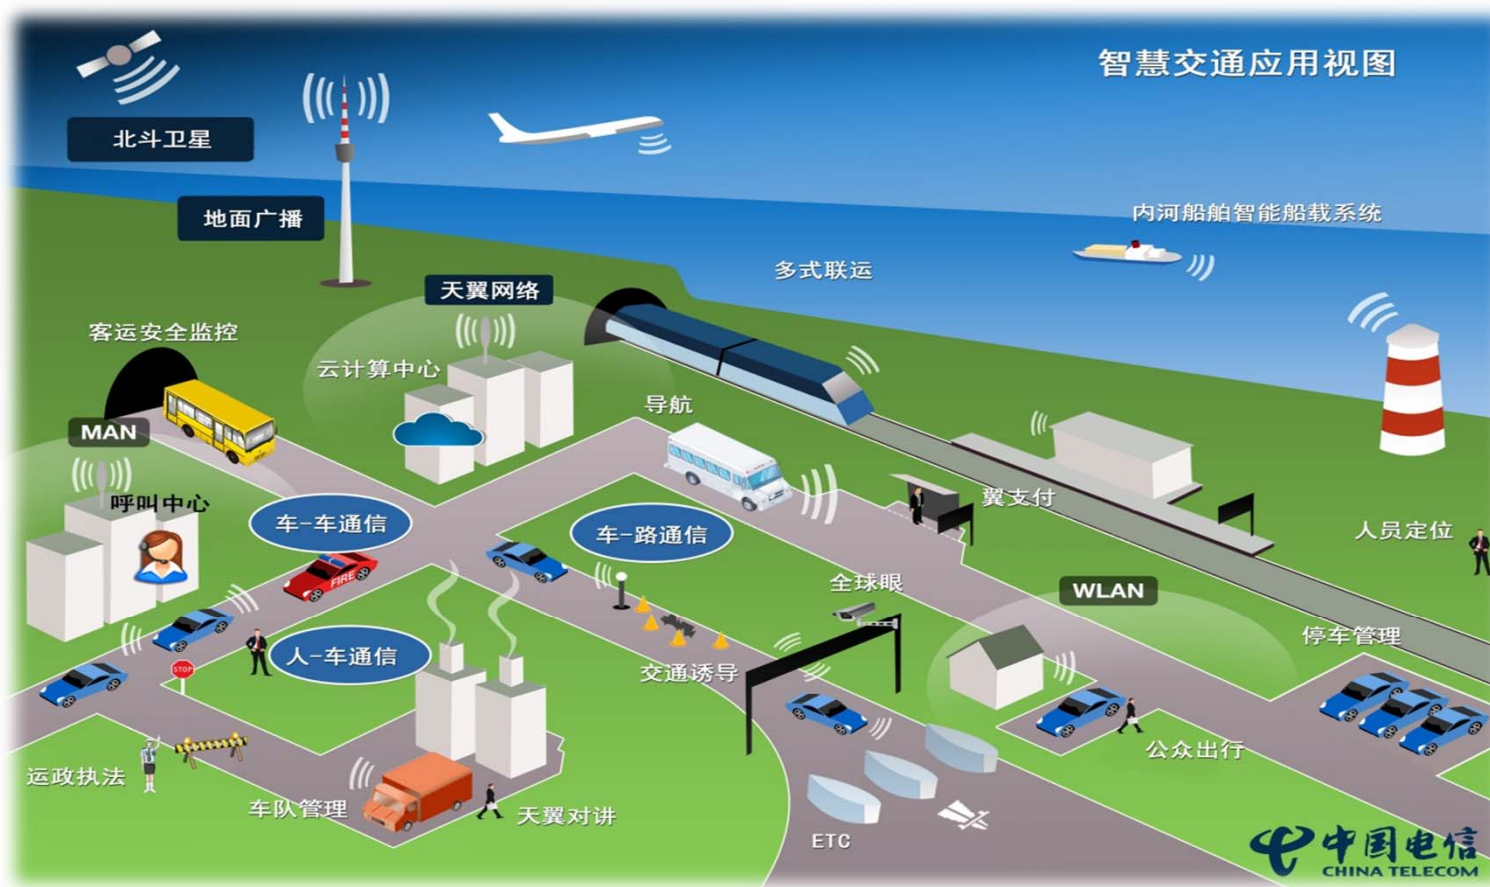 智慧交通应用视图
北斗卫星
地面广播
内河船舶智能船载系统
多式联运
天翼网络
客运安全监控
云计算中心
导航
MAN
呼叫中心
翼支付
车-车通信
车-路通信
人员定位
FIRE
全球眼
WLAN
停车管理
人-车通信
STOP
交通诱导
公众出行
运政执法
车队管理
天翼对讲
ETC
中国电信
CHINA TELECOM